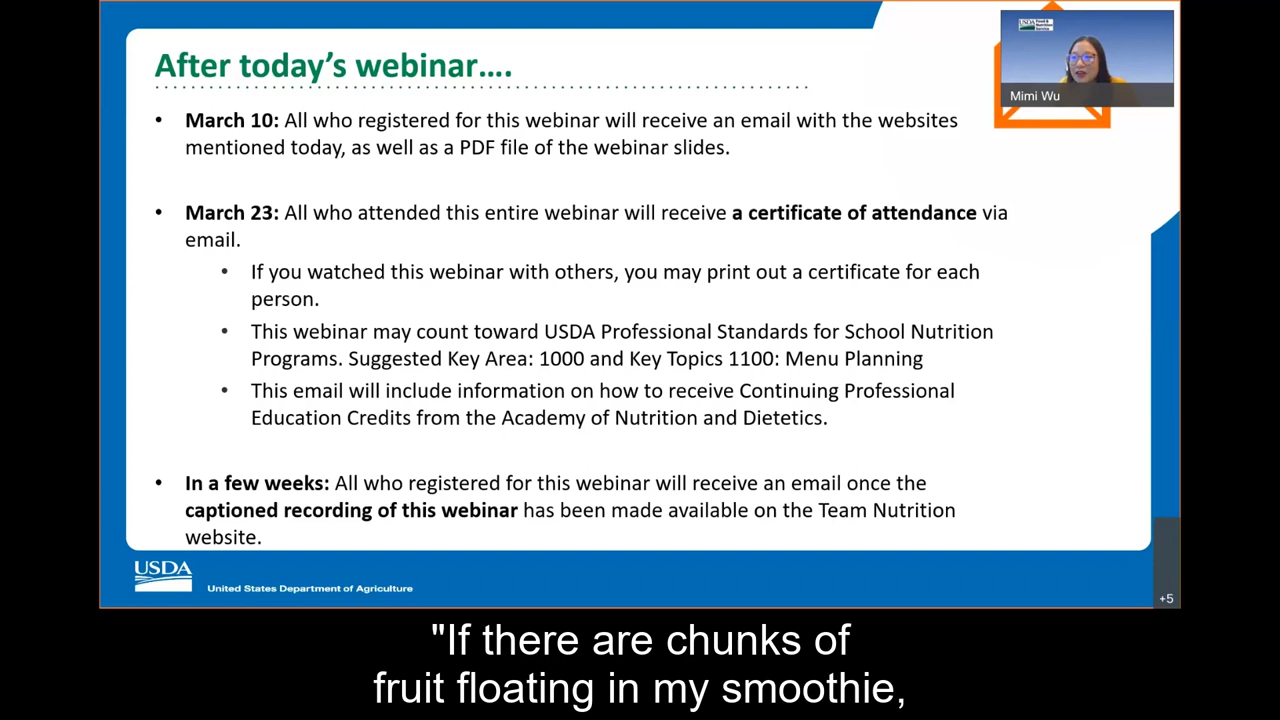 After today’s webinar….
USDA Food & Nutrition Service
Mimi Wu
• March 10: All who registered for this webinar will receive an email with the websites
mentioned today, as well as a PDF file of the webinar slides.
• March 23: All who attended this entire webinar will receive a certificate of attendance via
email.
• If you watched this webinar with others, you may print out a certificate for each
person.
• This webinar may count toward USDA Professional Standards for School Nutrition
Programs. Suggested Key Area: 1000 and Key Topics 1100: Menu Planning
• This email will include information on how to receive Continuing Professional
Education Credits from the Academy of Nutrition and Dietetics.
• In a few weeks: All who registered for this webinar will receive an email once the
captioned recording of this webinar has been made available on the Team Nutrition
website.
USDA
United States Department of Agriculture
+5
"If there are chunks of
fruit floating in my smoothie,